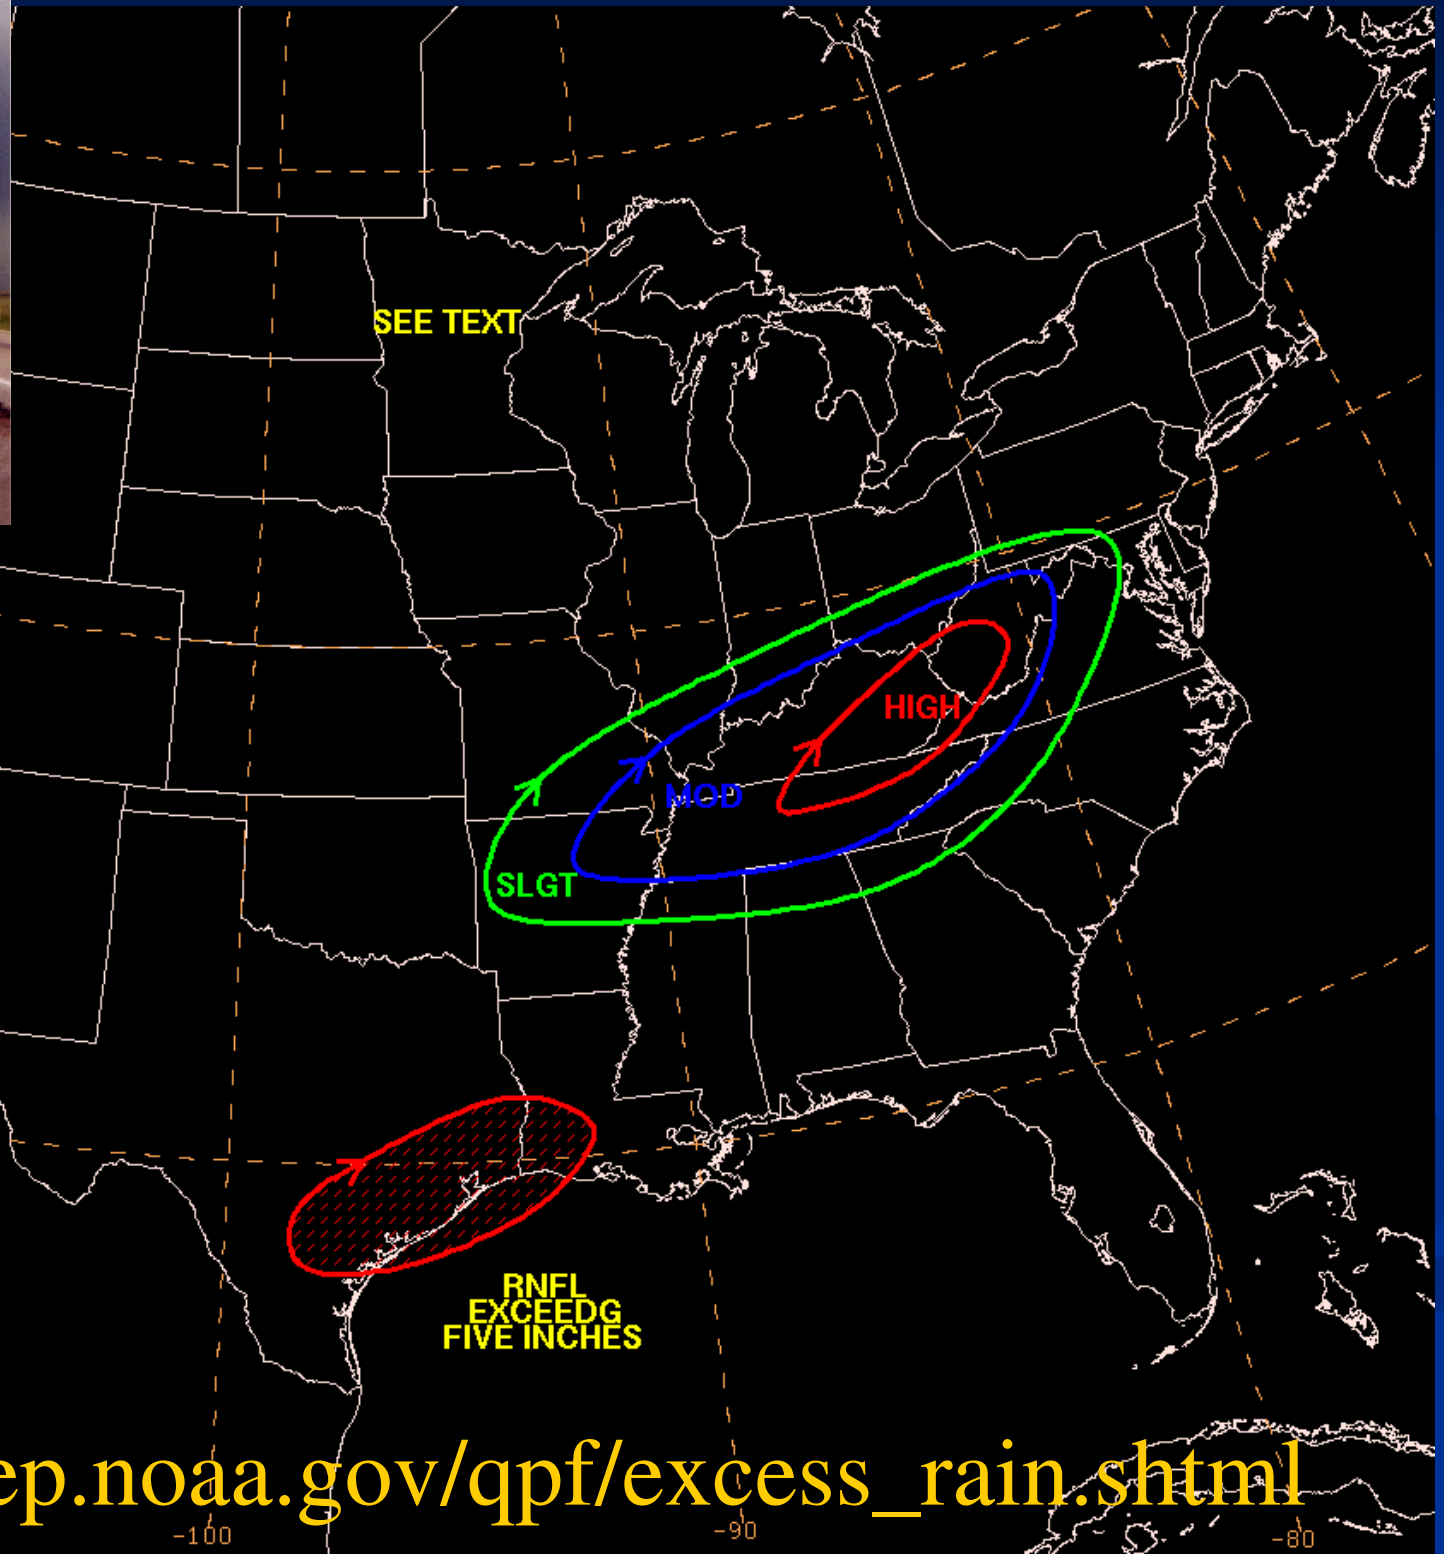 SEE TEXT
HIGH
MOD
SLGT
RNFL
EXCEEDG
FIVE INCHES
ep.noaa.gov/qpf/excess_rain.shtml
-100
-90
-80